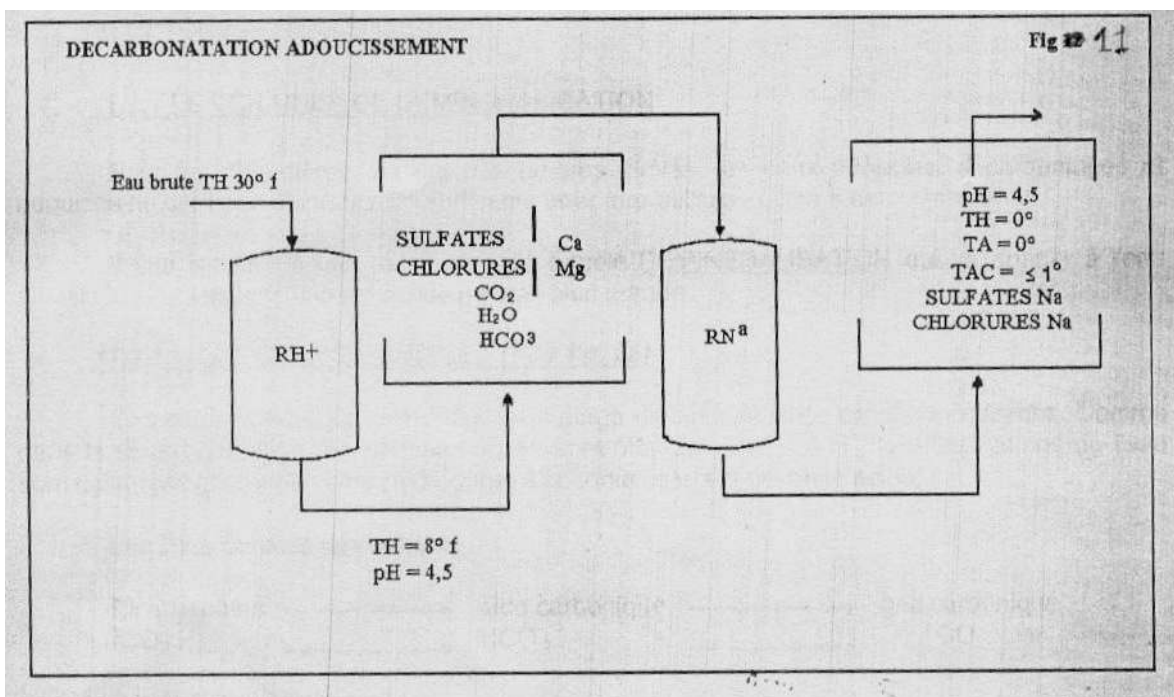 DECARBONATATION ADOUCISSEMENT
Fig 11
Eau brute TH 30° f
RH+
SULFATES
CHLORURES
Ca
Mg
CO2
H2O
HCO3
TH = 8° f
pH = 4,5
RNa
pH = 4,5
TH = 0°
TA = 0°
TAC = ≤ 1°
SULFATES Na
CHLORURES Na